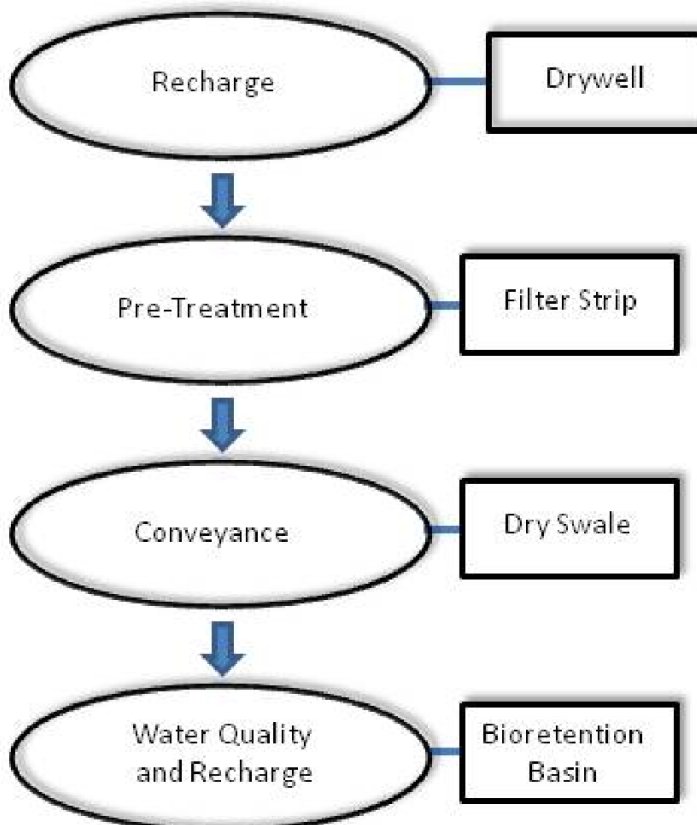 Recharge
Drywell
Pre-Treatment
Filter Strip
Conveyance
Dry Swale
Water Quality
and Recharge
Bioretention
Basin